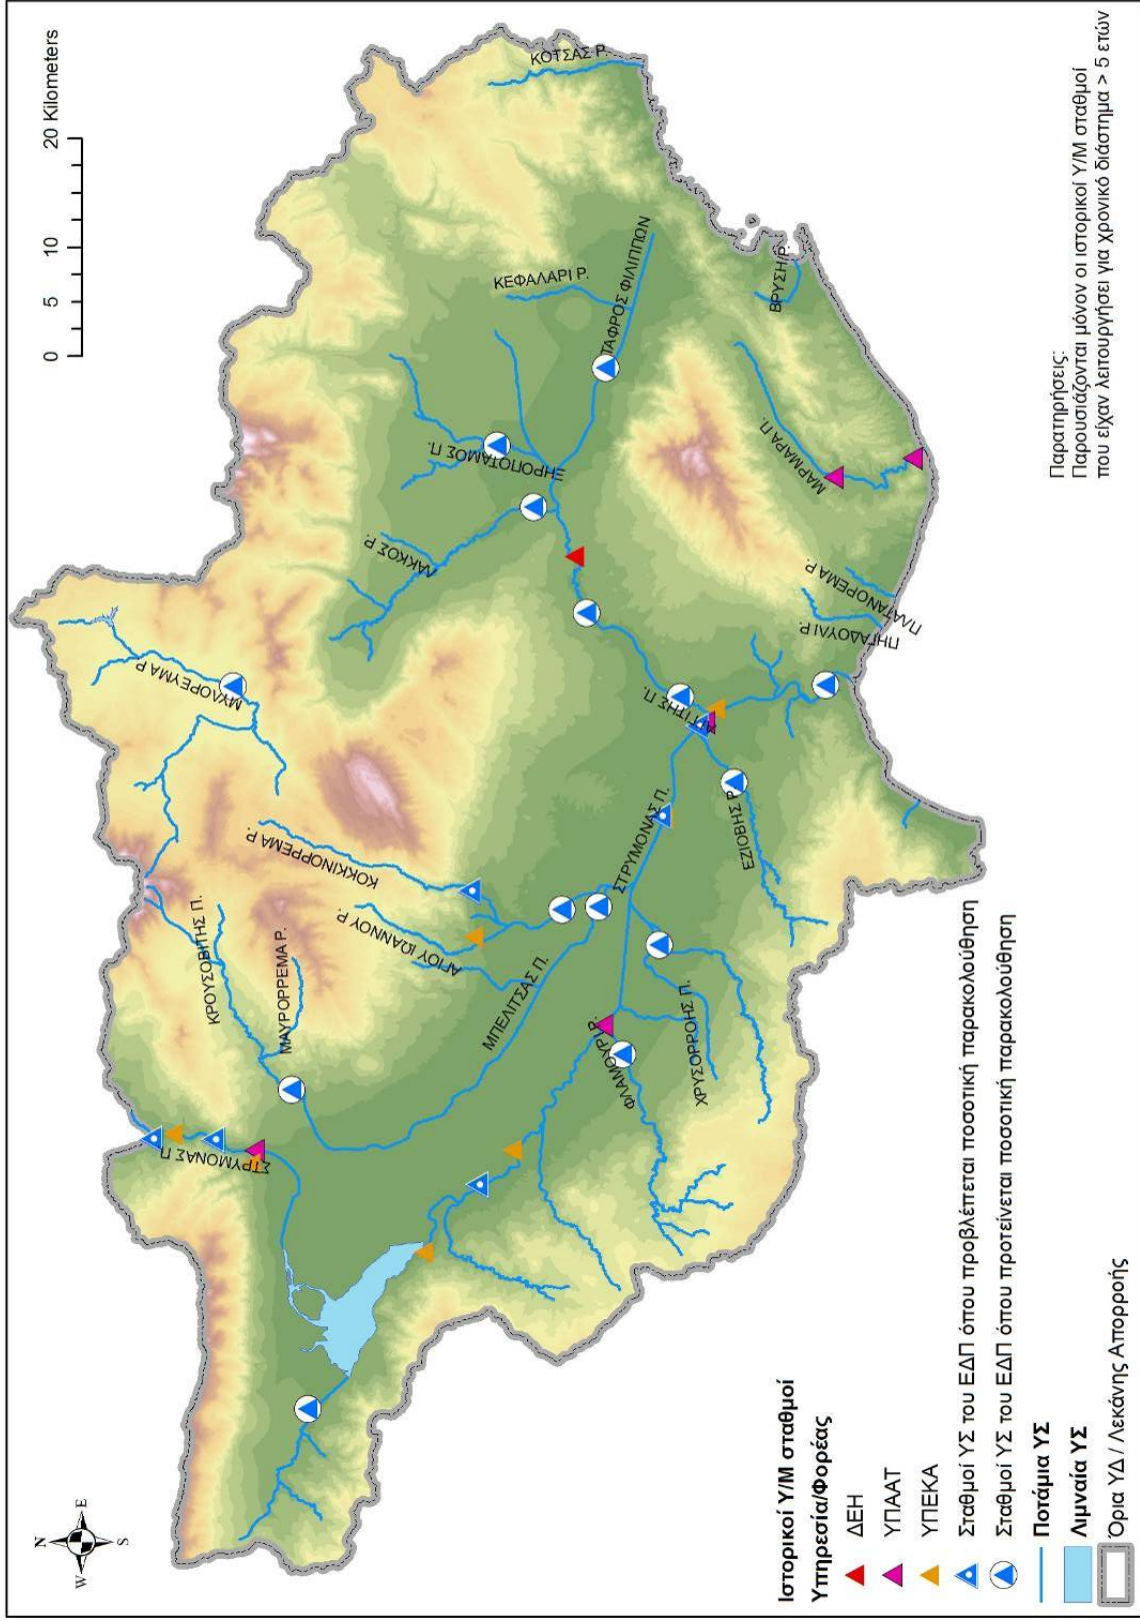 N
W
E
S
0
5
10
20 Kilometers
ΚΟΤΣΑΣ Ρ.
ΚΕΦΑΛΑΡΙ Ρ.
ΤΑΦΡΟΣ ΦΙΛΙΠΠΩΝ
ΒΡΥΣΗ Ρ.
ΞΗΡΟΠΟΤΑΜΟΣ Π.
ΛΑΚΚΟΣ Ρ.
ΜΑΡΜΑΡΑ Π.
ΠΛΑΤΑΝΟΡΕΜΑ Ρ.
ΠΗΓΑΔΟΥΛΙ Ρ.
ΜΥΛΟΡΕΥΜΑ Ρ
ΑΓΓΙΤΗΣ Π.
ΕΖΙΟΒΗΣ Ρ.
ΣΤΡΥΜΟΝΑΣ Π.
ΚΟΚΚΙΝΟΡΡΕΜΑ Ρ.
ΑΓΙΟΥ ΙΩΑΝΝΟΥ Ρ.
ΚΡΟΥΣΟΒΙΤΗΣ Π.
ΜΑΥΡΟΡΡΕΜΑ Ρ.
ΜΠΕΛΙΤΣΑΣ Π.
ΦΛΑΜΟΥΡΙ Ρ.
ΧΡΥΣΟΡΡΟΗΣ Π.
ΣΤΡΥΜΟΝΑΣ Π.
Ιστορικοί Υ/Μ σταθμοί
Υπηρεσία/Φορέας
ΔΕΗ
ΥΠΑΑΤ
ΥΠΕΚΑ
Σταθμοί ΥΣ του ΕΔΠ όπου προβλέπεται ποσοτική παρακολούθηση
Σταθμοί ΥΣ του ΕΔΠ όπου προτείνεται ποσοτική παρακολούθηση
Ποτάμια ΥΣ
Λιμναία ΥΣ
Όρια ΥΔ / Λεκάνης Απορροής
Παρατηρήσεις:
Παρουσιάζονται μόνον οι ιστορικοί Υ/Μ σταθμοί
που είχαν λειτουργήσει για χρονικό διάστημα > 5 ετών